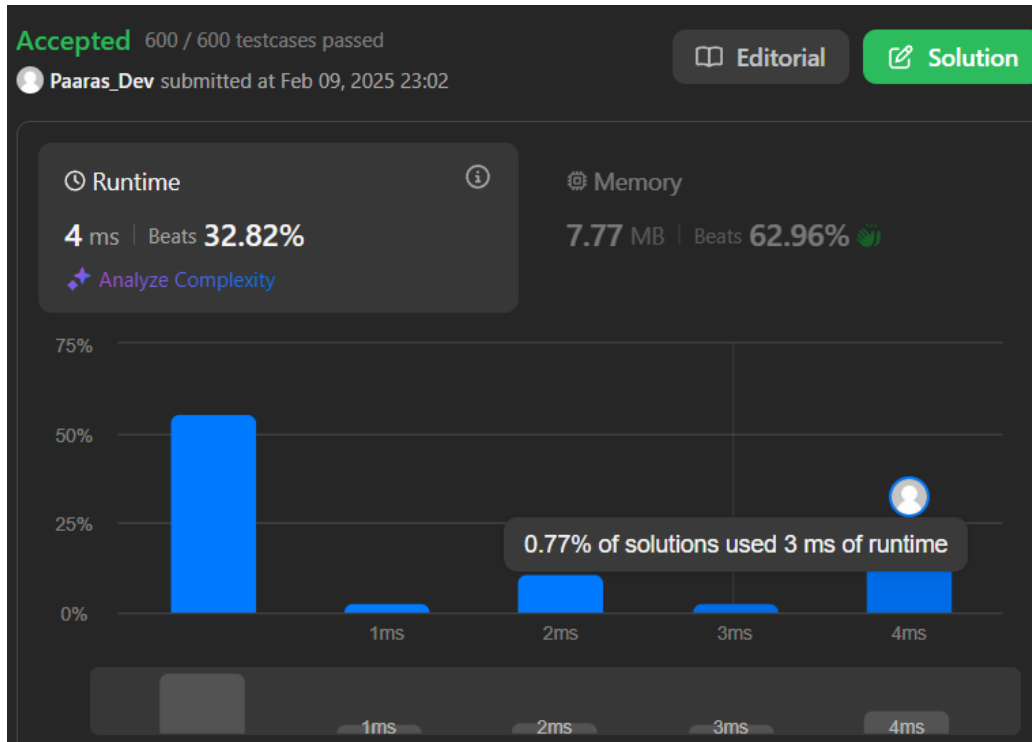 Accepted 600 / 600 testcases passed
Editorial
Solution
Paaras_Dev submitted at Feb 09, 2025 23:02
Runtime
4 ms | Beats 32.82%
Analyze Complexity
Memory
7.77 MB | Beats 62.96%
75%
50%
25%
0%
0.77% of solutions used 3 ms of runtime
1ms 2ms 3ms 4ms
1ms 2ms 3ms 4ms